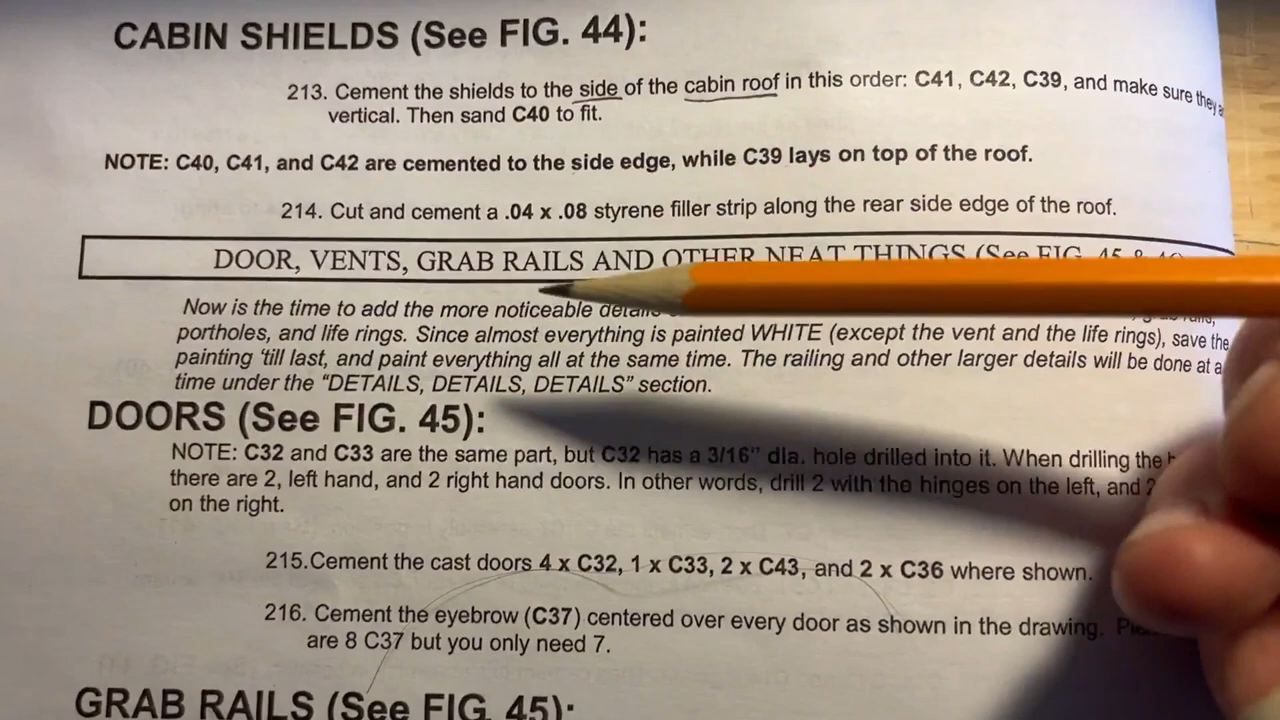 CABIN SHIELDS (See FIG. 44):
213. Cement the shields to the side of the cabin roof in this order: C41, C42, C39, and make sure they
vertical. Then sand C40 to fit.
NOTE: C40, C41, and C42 are cemented to the side edge, while C39 lays on top of the roof.
214. Cut and cement a .04 x .08 styrene filler strip along the rear side edge of the roof.
DOOR, VENTS, GRAB RAILS AND OTHER NEAT THINGS (See FIG. 45 &
Now is the time to add the more noticeable details
portholes, and life rings. Since almost everything is painted WHITE (except the vent and the life rings), save the
painting 'till last, and paint everything all at the same time. The railing and other larger details will be done at a
time under the “DETAILS, DETAILS, DETAILS” section.
DOORS (See FIG. 45):
NOTE: C32 and C33 are the same part, but C32 has a 3/16" dia. hole drilled into it. When drilling the
there are 2, left hand, and 2 right hand doors. In other words, drill 2 with the hinges on the left, and 2
on the right.
215.Cement the cast doors 4 x C32, 1 x C33, 2 x C43, and 2 x C36 where shown.
216. Cement the eyebrow (C37) centered over every door as shown in the drawing.
are 8 C37 but you only need 7.
GRAB RAILS (See FIG. 45):